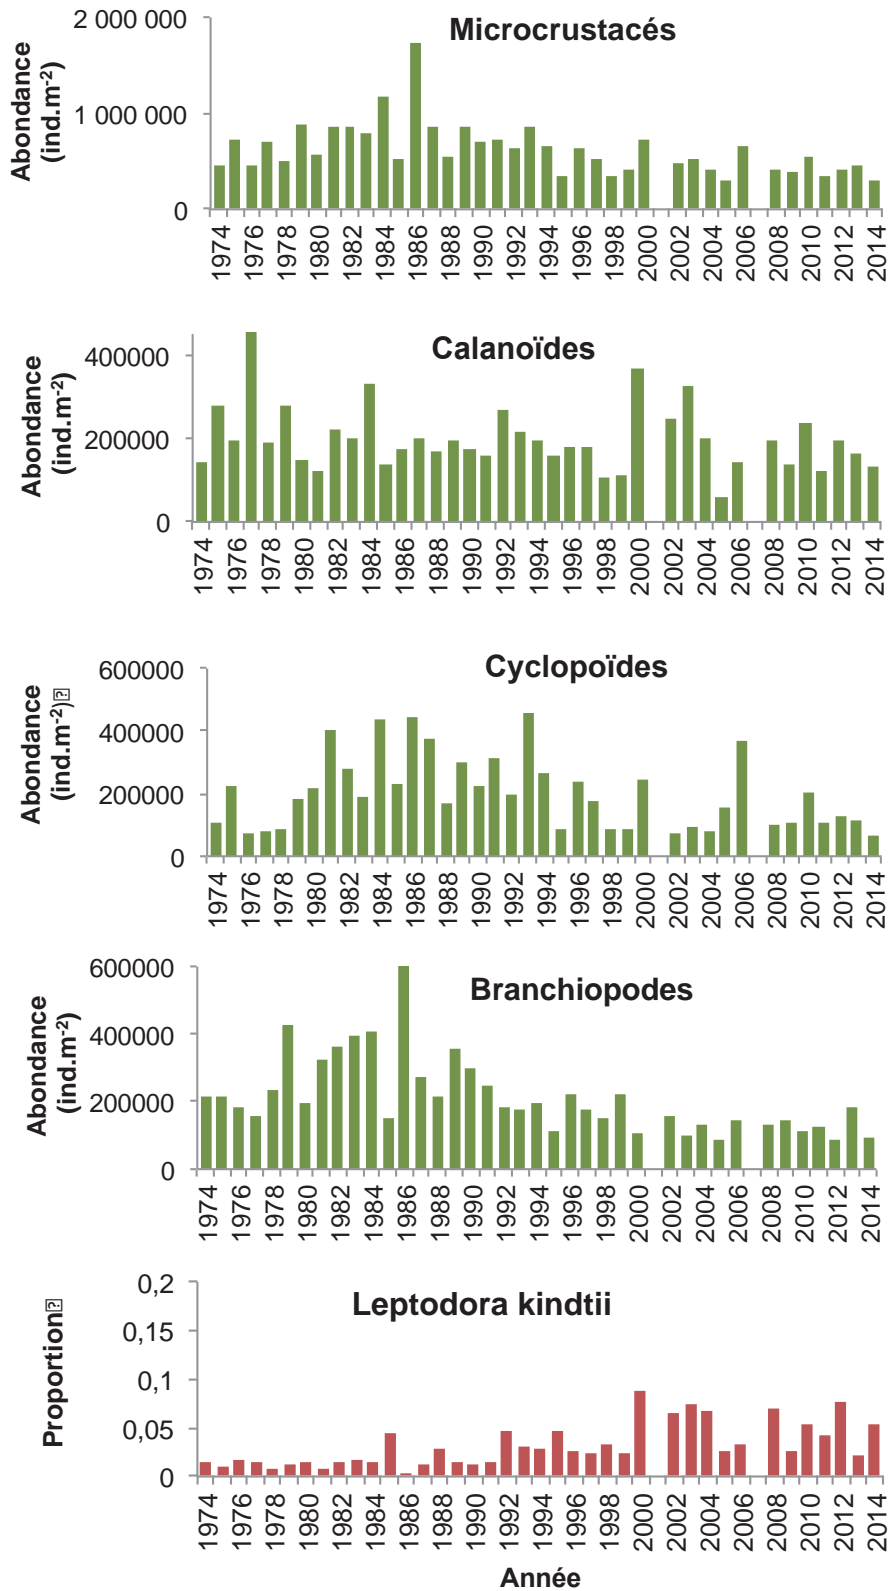 Microcrustacés
Abondance
(ind.m-2)
2 000 000
1 000 000
0
1974 1976 1978 1980 1982 1984 1986 1988 1990 1992 1994 1996 1998 2000 2002 2004 2006 2008 2010 2012 2014
Calanoïdes
Abondance
(ind.m-2)
400000
200000
0
1974 1976 1978 1980 1982 1984 1986 1988 1990 1992 1994 1996 1998 2000 2002 2004 2006 2008 2010 2012 2014
Cyclopoïdes
Abondance
(ind.m-2)
600000
400000
200000
0
1974 1976 1978 1980 1982 1984 1986 1988 1990 1992 1994 1996 1998 2000 2002 2004 2006 2008 2010 2012 2014
Branchiopodes
Abondance
(ind.m-2)
600000
400000
200000
0
1974 1976 1978 1980 1982 1984 1986 1988 1990 1992 1994 1996 1998 2000 2002 2004 2006 2008 2010 2012 2014
Leptodora kindtii
Proportion
0,2
0,15
0,1
0,05
0
1974 1976 1978 1980 1982 1984 1986 1988 1990 1992 1994 1996 1998 2000 2002 2004 2006 2008 2010 2012 2014
Année